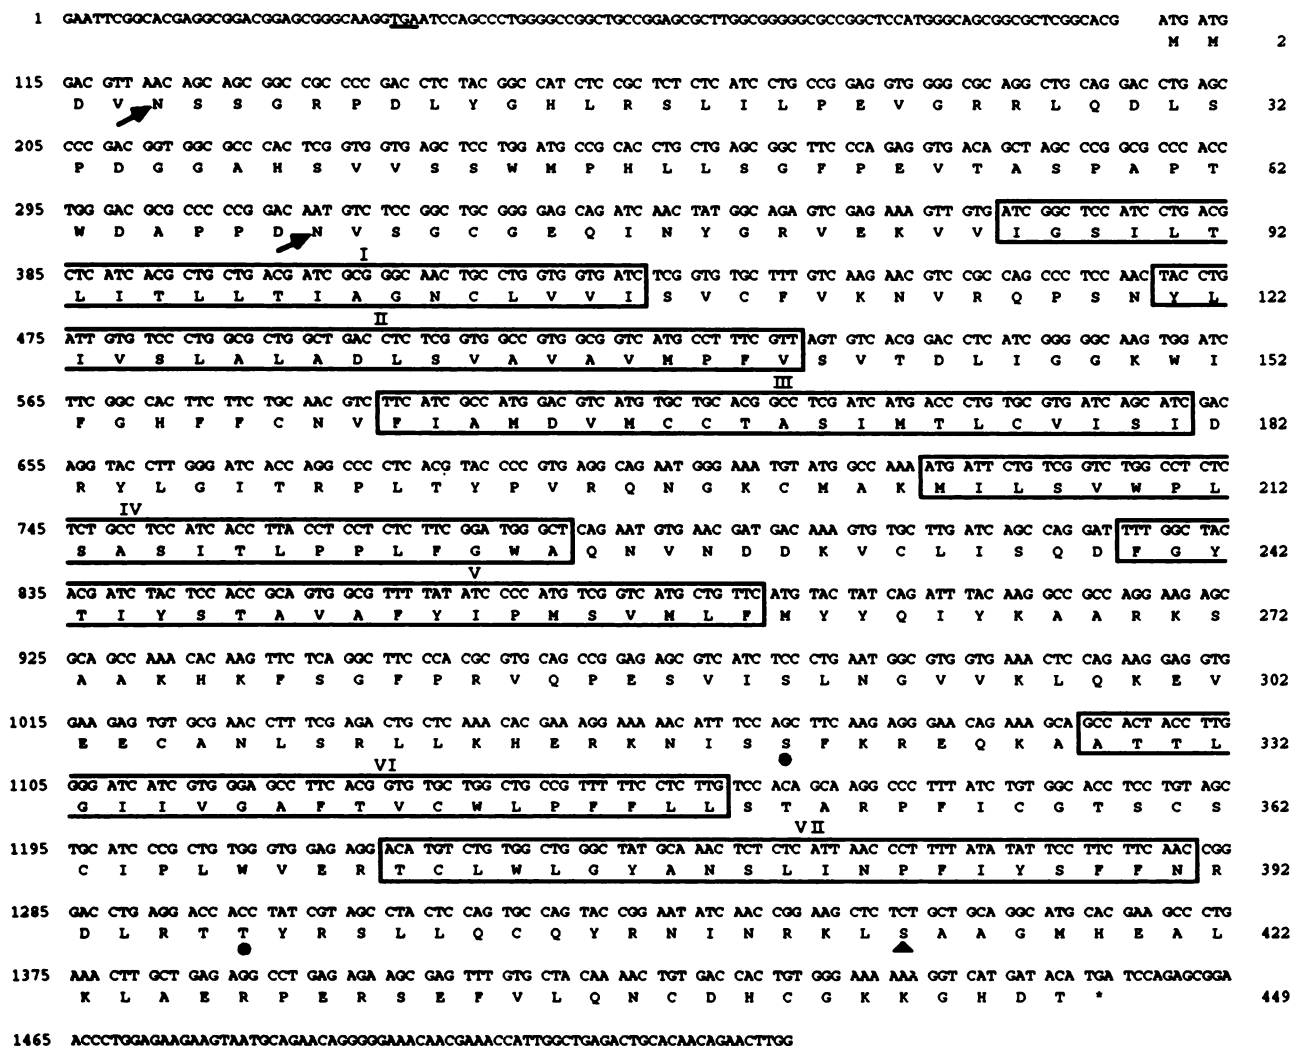 1 GAATTCGGCACGAGGCGGACGGAGCGGGCAAGGTGAATCCAGCCCTGGGGCCGGCTGCCGGAGCGCTTGGCGGGGGCGCCGGCTCCATGGGCAGCGGCGCTCGGCACG ATG ATG
M M 2
115 GAC GTT AAC AGC AGC GGC CGC CCC GAC CTC TAC GGC CAT CTC CGC TCT CTC ATC CTG CCG GAG GTG GGG CGC AGG CTG CAG GAC CTG AGC
D V N S S G R P D L Y G H L R S L I L P E V G R R L Q D L S 32
205 CCC GAC GGT GGC GCC CAC TCG GTG GTG AGC TCC TGG ATG CCG CAC CTG CTG AGC GGC TTC CCA GAG GTG ACA GCT AGC CCG GCG CCC ACC
P D G G A H S V V S S W M P H L L S G F P E V T A S P A P T 62
295 TGG GAC GCG CCC CCG GAC AAT GTC TCC GGC TGC GGG GAG CAG ATC AAC TAT GGC AGA GTC GAG AAA GTT GTG ATC GGC TCC ATC CTG ACG
W D A P P D N V S G C G E Q I N Y G R V E K V V I G S I L T 92
I
385 CTC ATC ACG CTG CTG ACG ATC GCG GGC AAC TGC CTG GTG GTG ATC TCG GTG TGC TTT GTC AAG AAC GTC CGC CAG CCC TCC AAC TAC CTG
L I T L L T I A G N C L V V I S V C F V K N V R Q P S N Y L 122
II
475 ATT GTG TCC CTG GCG CTG GCT GAC CTC TCG GTG GCC GTG GCG GTC ATG CCT TTC GTT AGT GTC ACG GAC CTC ATC GGG GGC AAG TGG ATC
I V S L A L A D L S V A V A V M P F V S V T D L I G G K W I 152
III
565 TTC GGC CAC TTC TTC TGC AAC GTC TTC ATC GCC ATG GAC GTC ATG TGC TGC ACG GCC TCG ATC ATG ACC CTG TGC GTG ATC AGC ATC GAC
F G H F F C N V F I A M D V M C C T A S I M T L C V I S I D 182
655 AGG TAC CTT GGG ATC ACC AGG CCC CTC ACG TAC CCC GTG AGG CAG AAT GGG AAA TGT ATG GCC AAA ATG ATT CTG TCG GTC TGG CCT CTC
R Y L G I T R P L T Y P V R Q N G K C M A K M I L S V W P L 212
IV
745 TCT GCC TCC ATC ACC TTA CCT CCT CTC TTC GGA TGG GCT CAG AAT GTG AAC GAT GAC AAA GTG TGC TTG ATC AGC CAG GAT TTT GGC TAC
S A S I T L P P L F G W A Q N V N D D K V C L I S Q D F G Y 242
V
835 ACG ATC TAC TCC ACC GCA GTG GCG TTT TAT ATC CCC ATG TCG GTC ATG CTG TTC ATG TAC TAT CAG ATT TAC AAG GCC GCC AGG AAG AGC
T I Y S T A V A F Y I P M S V M L F M Y Y Q I Y K A A R K S 272
925 GCA GCC AAA CAC AAG TTC TCA GGC TTC CCA CGC GTG CAG CCG GAG AGC GTC ATC TCC CTG AAT GGC GTG GTG AAA CTC CAG AAG GAG GTG
A A K H K F S G F P R V Q P E S V I S L N G V V K L Q K E V 302
1015 GAA GAG TGT GCG AAC CTT TCG AGA CTG CTC AAA CAC GAA AGG AAA AAC ATT TCC AGC TTC AAG AGG GAA CAG AAA GCA GCC ACT ACC TTG
E E C A N L S R L L K H E R K N I S S F K R E Q K A A T T L 332
VI
1105 GGG ATC ATC GTG GGA GCC TTC ACG GTG TGC TGG CTG CCG TTT TTC CTC TTG TCC ACA GCA AGG CCC TTT ATC TGT GGC ACC TCC TGT AGC
G I I V G A F T V C W L P F F L L S T A R P F I C G T S C S 362
VII
1195 TGC ATC CCG CTG TGG GTG GAG AGG ACA TGT CTG TGG CTG GGC TAT GCA AAC TCT CTC ATT AAC CCT TTT ATA TAT TCC TTC TTC AAC CGG
C I P L W V E R T C L W L G Y A N S L I N P F I Y S F F N R 392
1285 GAC CTG AGG ACC ACC TAT CGT AGC CTA CTC CAG TGC CAG TAC CGG AAT ATC AAC CGG AAG CTC TCT GCT GCA GGC ATG CAC GAA GCC CTG
D L R T T Y R S L L Q C Q Y R N I N R K L S A A G M H E A L 422
1375 AAA CTT GCT GAG AGG CCT GAG AGA AGC GAG TTT GTG CTA CAA AAC TGT GAC CAC TGT GGG AAA AAA GGT CAT GAT ACA TGA TCCAGAGCGGA
K L A E R P E R S E F V L Q N C D H C G K K G H D T * 449
1465 ACCCTGGAGAAGAAGTAATGCAGAACAGGGGGAAACAACGAAACCATTGGCTGAGACTGCACAACAGAACTTGG